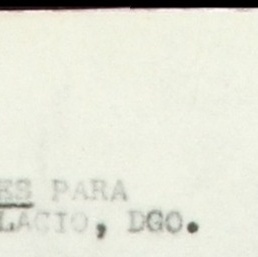 ES PARA
LACIO, DGO.